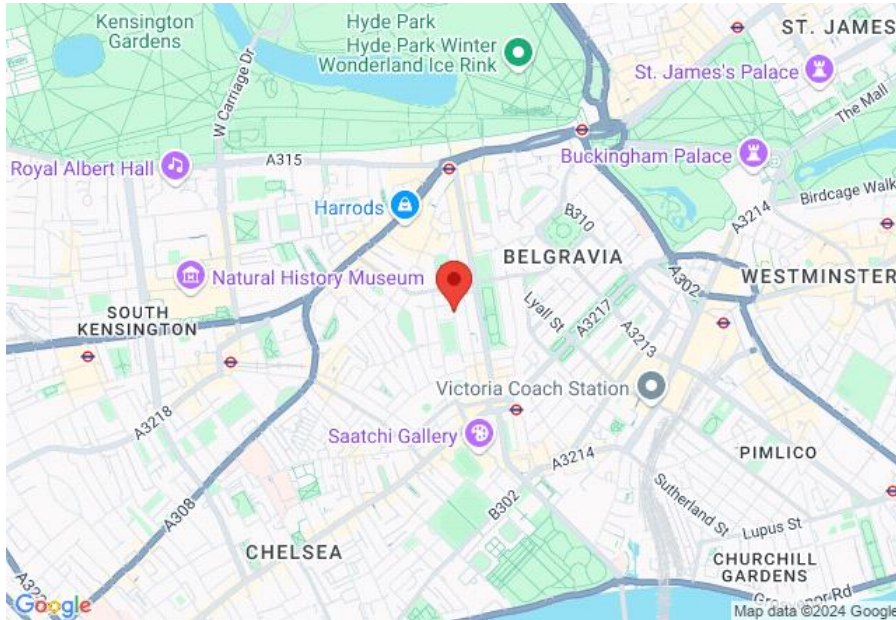 Kensington
Gardens
W Carriage Dr
Hyde Park
Hyde Park Winter
Wonderland Ice Rink
ST. JAMES
St. James's Palace
The Mall
Royal Albert Hall
A315
Buckingham Palace
Birdcage Walk
Harrods
B310
A3214
BELGRAVIA
Natural History Museum
A302
WESTMINSTER
SOUTH
KENSINGTON
Lyall St
A3217
A3213
Victoria Coach Station
A3218
Saatchi Gallery
A3214
PIMLICO
B302
Sutherland St
A308
Lupus St
CHELSEA
CHURCHILL
GARDENS
Google
Map data ©2024 Google